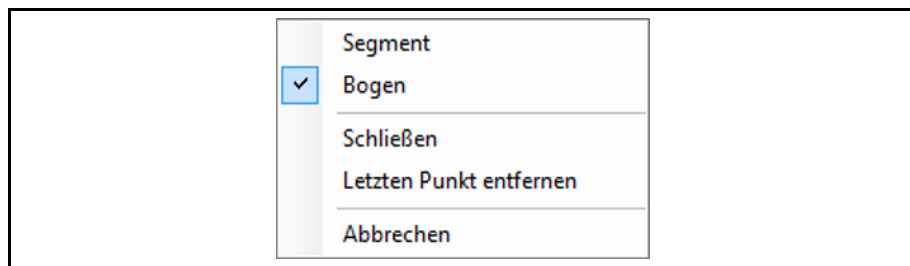 Segment
Bogen
Schließen
Letzten Punkt entfernen
Abbrechen